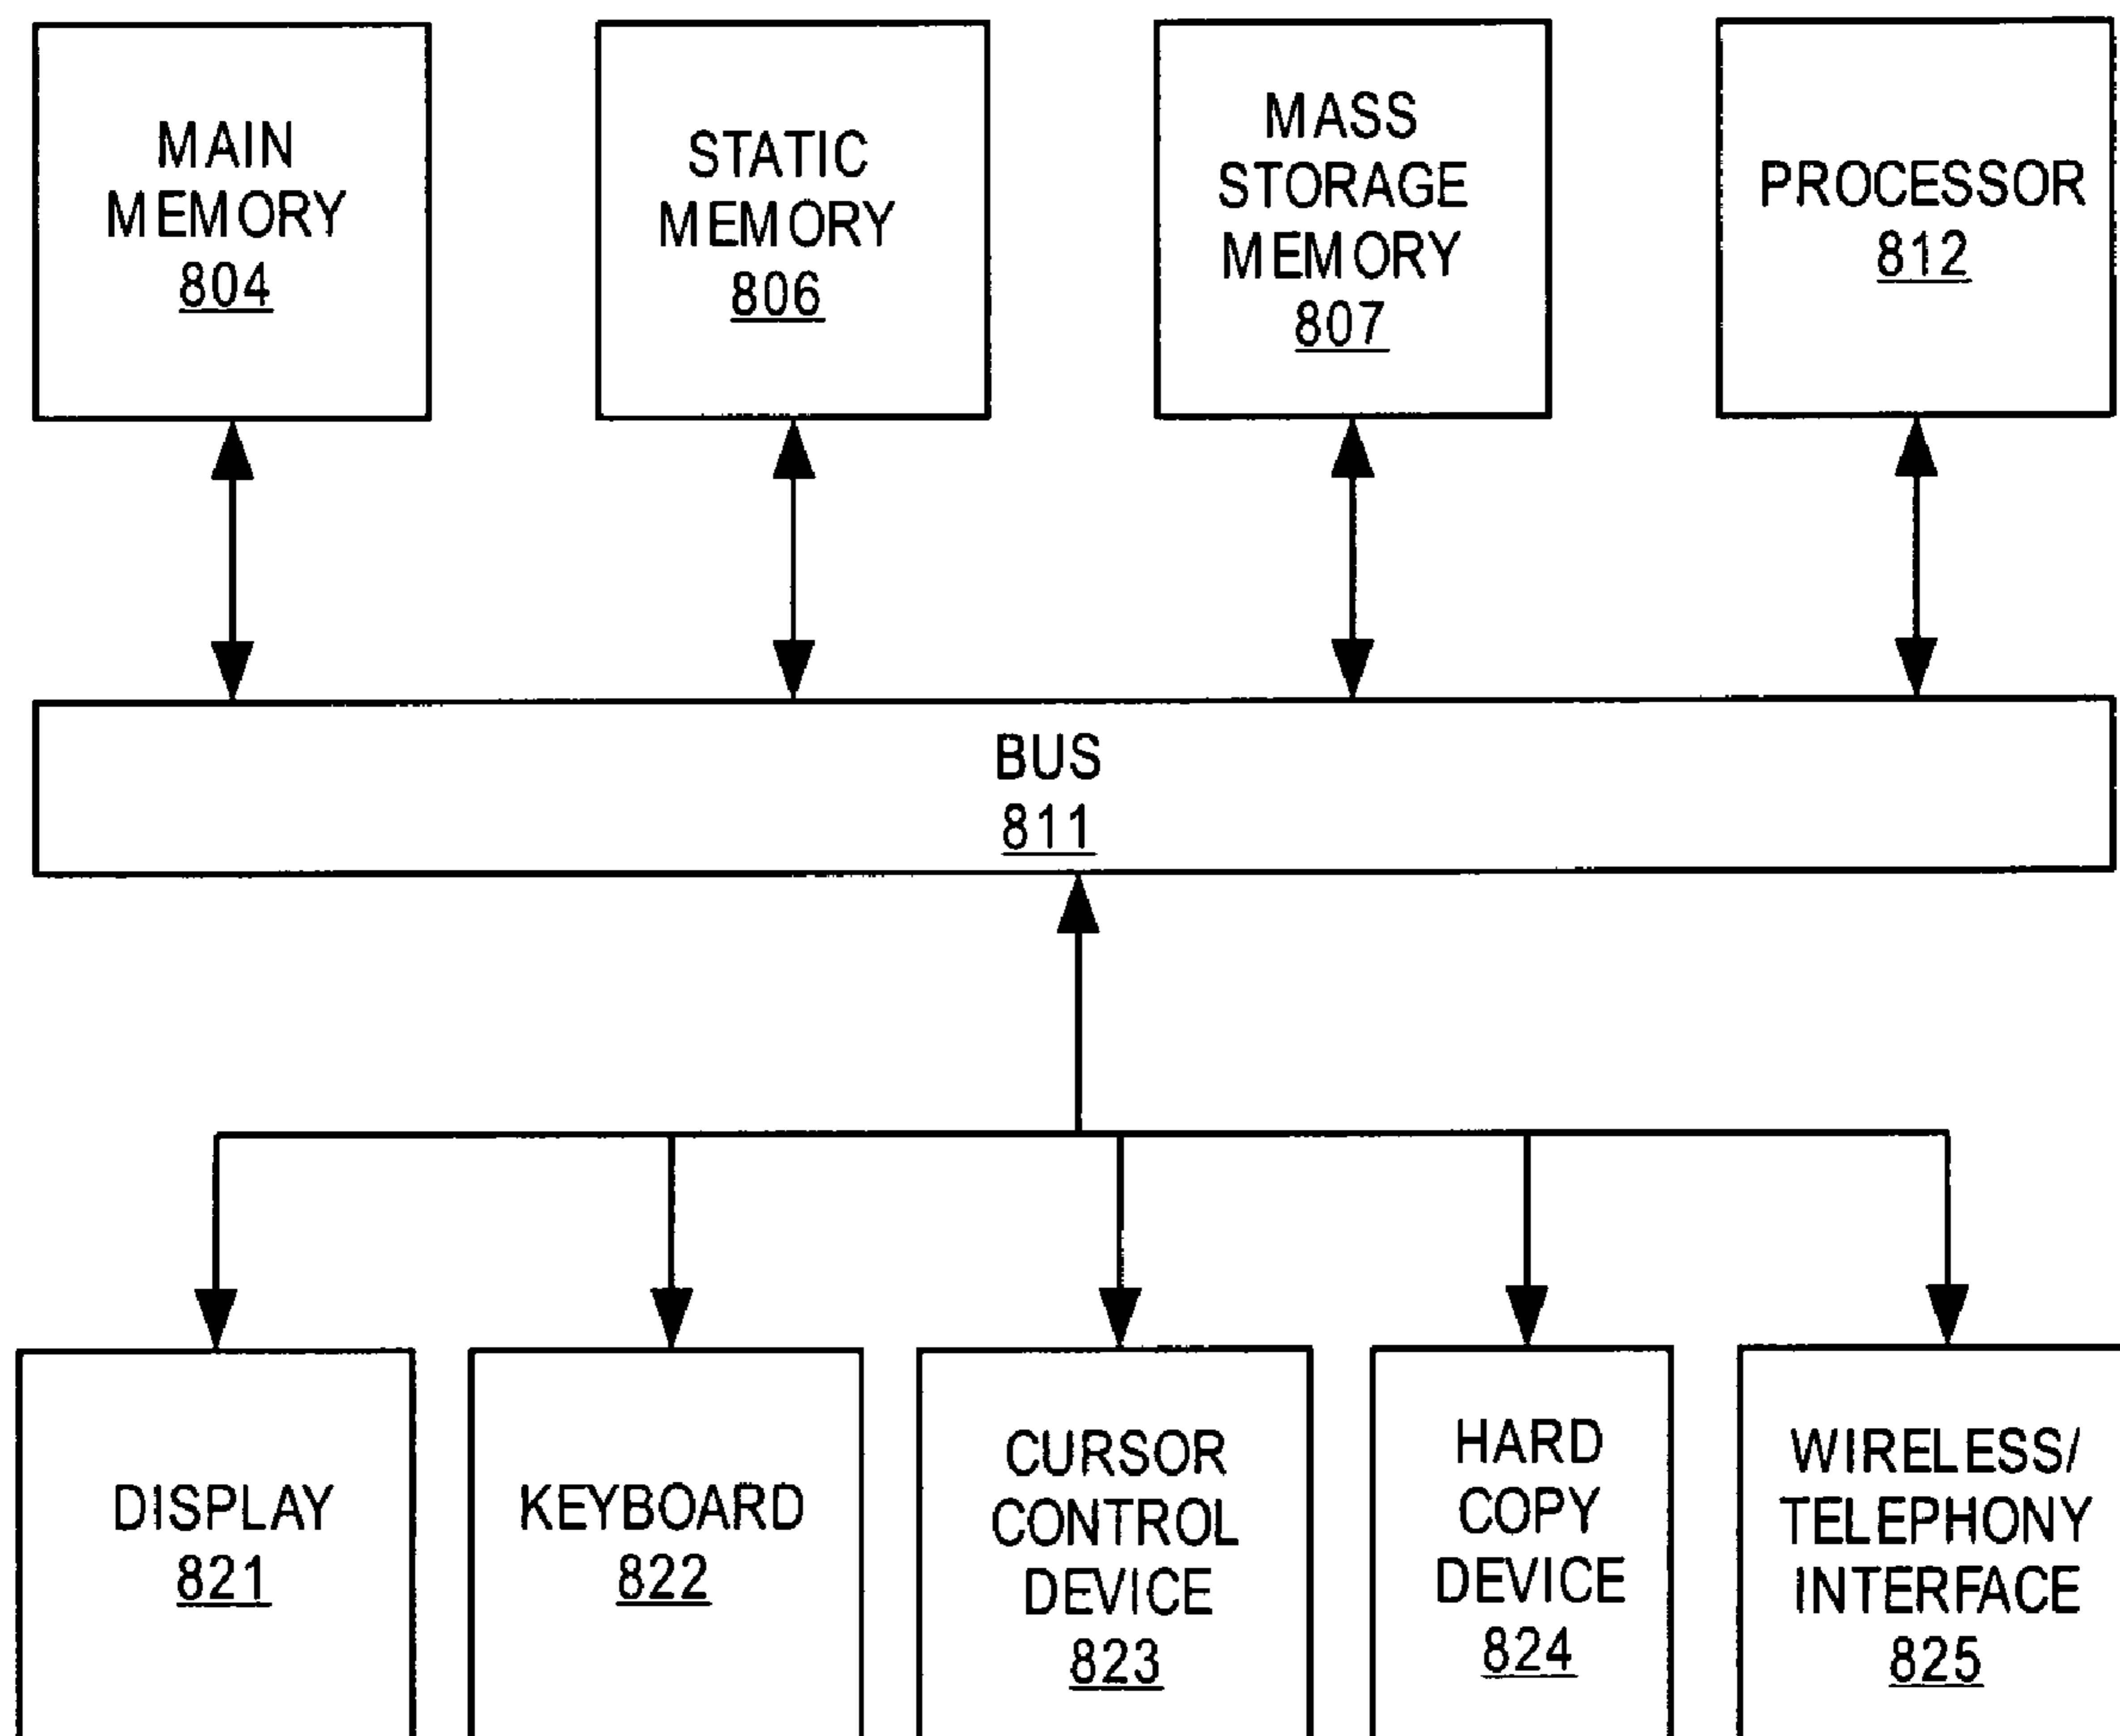 MAIN
MEMORY
804
STATIC
MEMORY
806
MASS
STORAGE
MEMORY
807
PROCESSOR
812
BUS
811
DISPLAY
821
KEYBOARD
822
CURSOR
CONTROL
DEVICE
823
HARD
COPY
DEVICE
824
WIRELESS/
TELEPHONY
INTERFACE
825